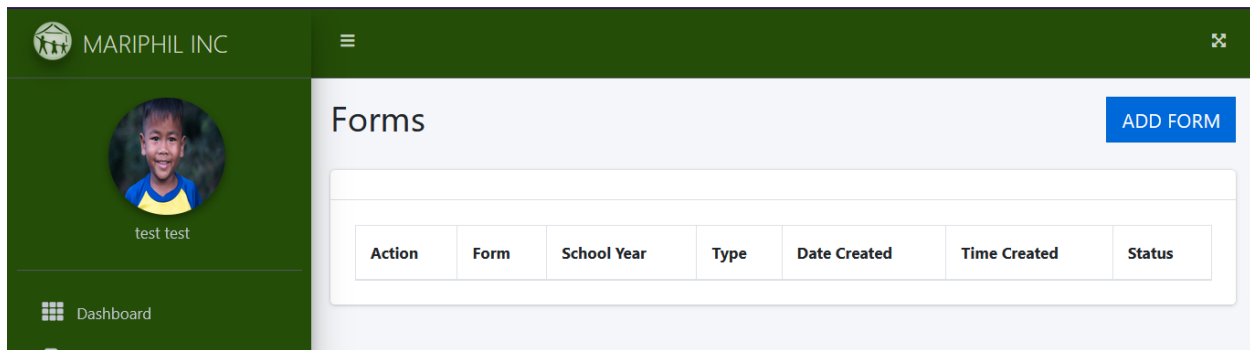 MARIPHIL INC
Forms
ADD FORM
test test
Action Form School Year Type Date Created Time Created Status
Dashboard